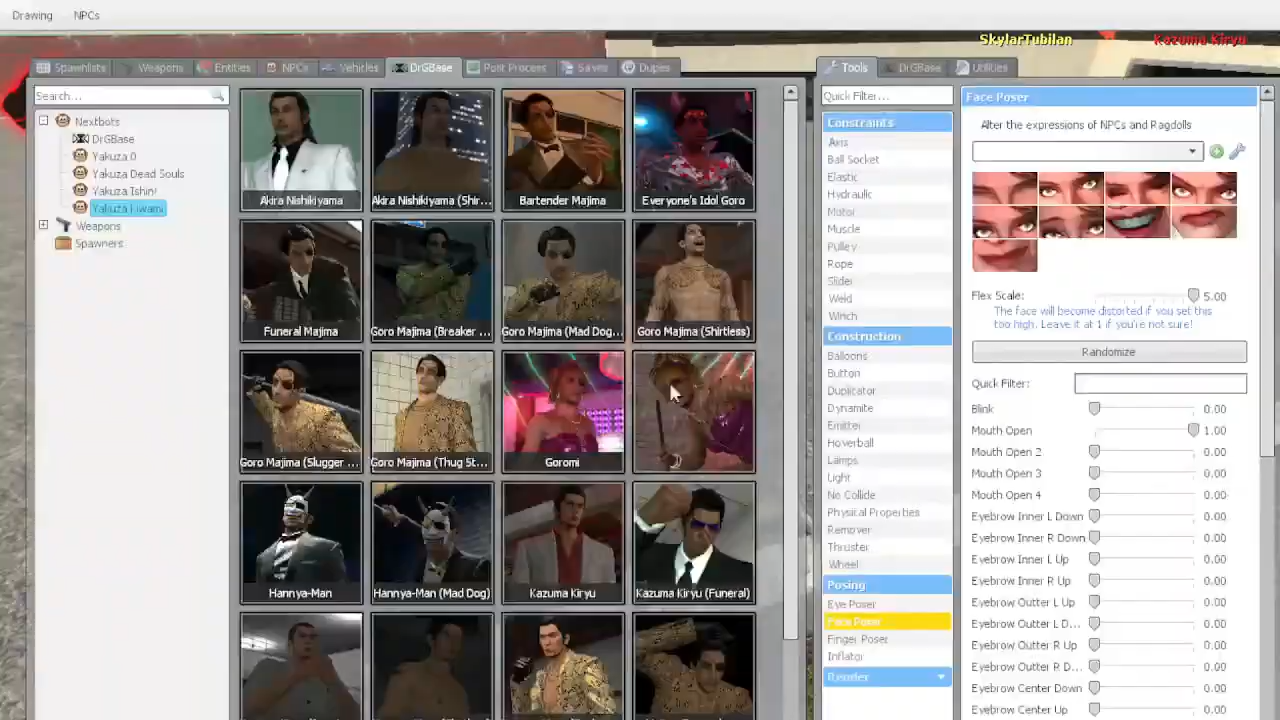 Drawing NPCs
SkylarTubilan Kazuma Kiryu
Spawnlists Weapons Entities NPCs Vehicles DrGBase Post Process Saves Dupes
Tools DrGBase Utilities
Search...
Nextbots
DrGBase
Yakuza 0
Yakuza Dead Souls
Yakuza Ishin!
Yakuza Kiwami
Weapons
Spawners
Akira Nishikiyama
Akira Nishikiyama (Shir...
Bartender Majima
Everyone's Idol Goro
Funeral Majima
Goro Majima (Breaker ...
Goro Majima (Mad Dog...
Goro Majima (Shirtless)
Goro Majima (Slugger ...
Goro Majima (Thug St...
Goromi
Hannya-Man
Hannya-Man (Mad Dog)
Kazuma Kiryu
Kazuma Kiryu (Funeral)
Quick Filter...
Constraints
Axis
Ball Socket
Elastic
Hydraulic
Motor
Muscle
Pulley
Rope
Slider
Weld
Winch
Construction
Balloons
Button
Duplicator
Dynamite
Emitter
Hoverball
Lamps
Light
No Collide
Physical Properties
Remover
Thruster
Wheel
Posing
Eye Poser
Face Poser
Finger Poser
Inflator
Render
Face Poser
Alter the expressions of NPCs and Ragdolls
Flex Scale: 5.00
The face will become distorted if you set this
too high. Leave it at 1 if you're not sure!
Randomize
Quick Filter:
Blink 0.00
Mouth Open 1.00
Mouth Open 2 0.00
Mouth Open 3 0.00
Mouth Open 4 0.00
Eyebrow Inner L Down 0.00
Eyebrow Inner R Down 0.00
Eyebrow Inner L Up 0.00
Eyebrow Inner R Up 0.00
Eyebrow Outter L Up 0.00
Eyebrow Outter L D... 0.00
Eyebrow Outter R Up 0.00
Eyebrow Outter R D... 0.00
Eyebrow Center Down 0.00
Eyebrow Center Up 0.00